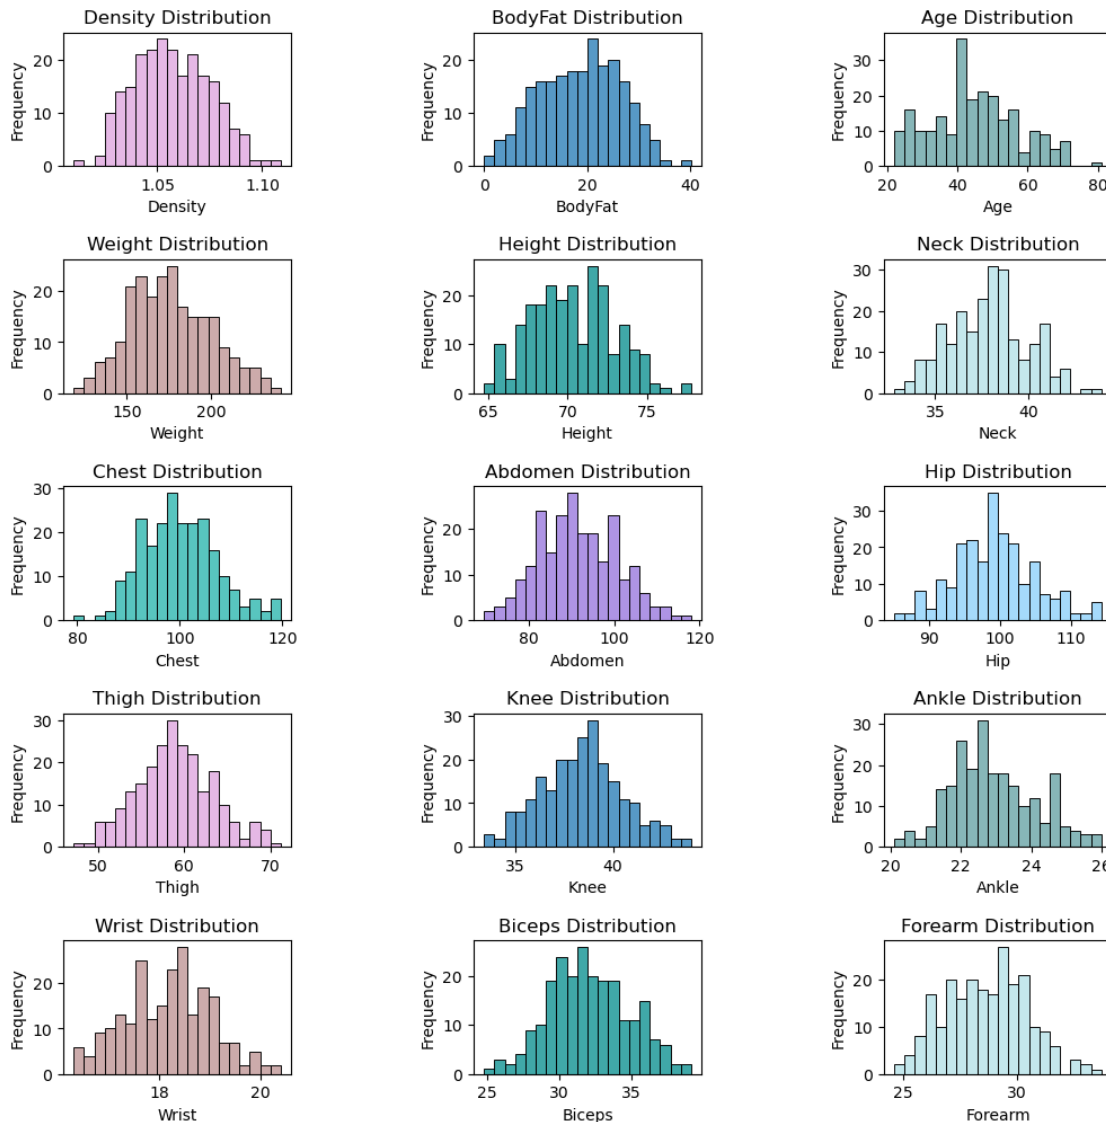 Density Distribution
Frequency
20
10
0
1.05
1.10
Density
BodyFat Distribution
Frequency
20
10
0
0
20
40
BodyFat
Age Distribution
Frequency
30
20
10
0
20
40
60
80
Age
Weight Distribution
Frequency
20
10
0
150
200
Weight
Height Distribution
Frequency
20
10
0
65
70
75
Height
Neck Distribution
Frequency
30
20
10
0
35
40
Neck
Chest Distribution
Frequency
30
20
10
0
80
100
120
Chest
Abdomen Distribution
Frequency
20
10
0
80
100
120
Abdomen
Hip Distribution
Frequency
30
20
10
0
90
100
110
Hip
Thigh Distribution
Frequency
30
20
10
0
50
60
70
Thigh
Knee Distribution
Frequency
30
20
10
0
35
40
Knee
Ankle Distribution
Frequency
30
20
10
0
20
22
24
26
Ankle
Wrist Distribution
Frequency
20
10
0
18
20
Wrist
Biceps Distribution
Frequency
20
10
0
25
30
35
Biceps
Forearm Distribution
Frequency
20
10
0
25
30
Forearm